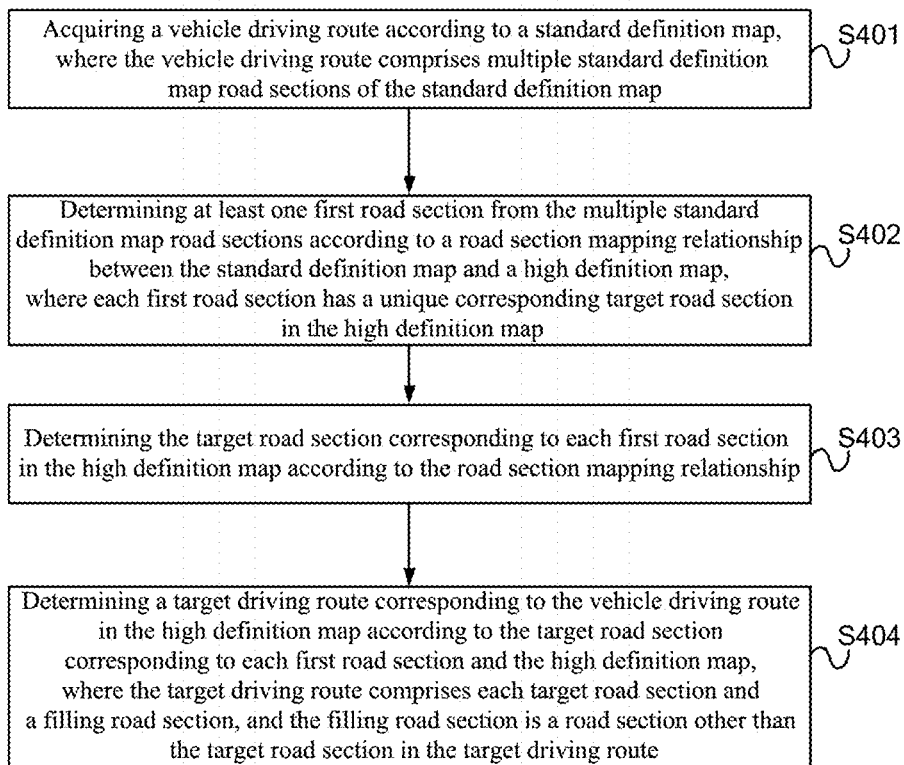 Acquiring a vehicle driving route according to a standard definition map,
where the vehicle driving route comprises multiple standard definition
map road sections of the standard definition map
S401
Determining at least one first road section from the multiple standard
definition map road sections according to a road section mapping relationship
between the standard definition map and a high definition map,
where each first road section has a unique corresponding target road section
in the high definition map
S402
Determining the target road section corresponding to each first road section
in the high definition map according to the road section mapping relationship
S403
Determining a target driving route corresponding to the vehicle driving route
in the high definition map according to the target road section
corresponding to each first road section and the high definition map,
where the target driving route comprises each target road section and
a filling road section, and the filling road section is a road section other than
the target road section in the target driving route
S404